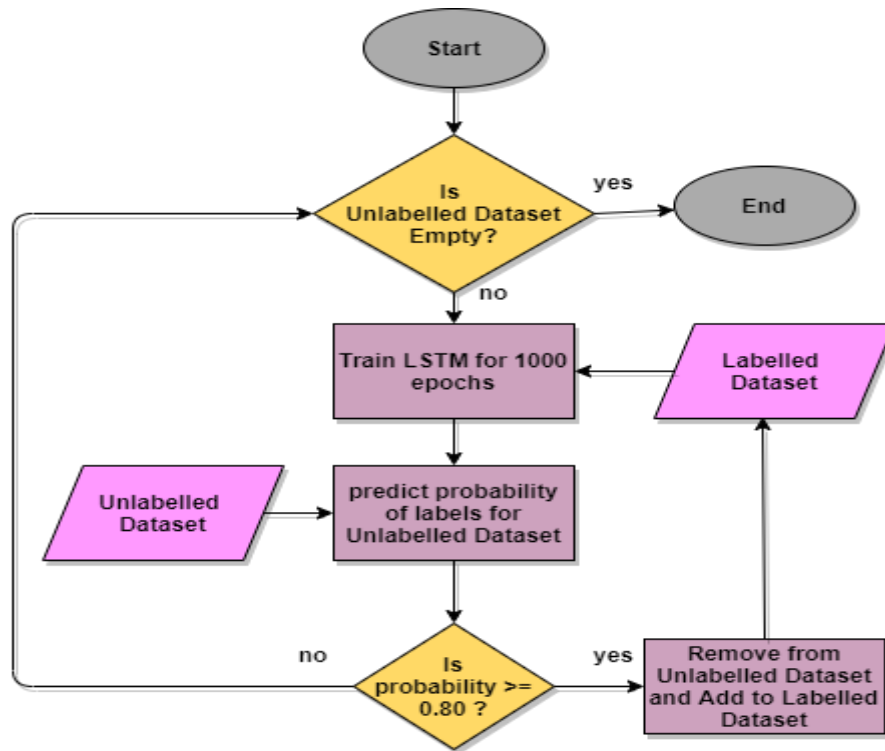 Start
Is
Unlabelled Dataset
Empty?
yes
End
no
Train LSTM for 1000
epochs
Labelled
Dataset
Unlabelled
Dataset
predict probability
of labels for
Unlabelled Dataset
no
Is
probability >=
0.80 ?
yes
Remove from
Unlabelled Dataset
and Add to Labelled
Dataset